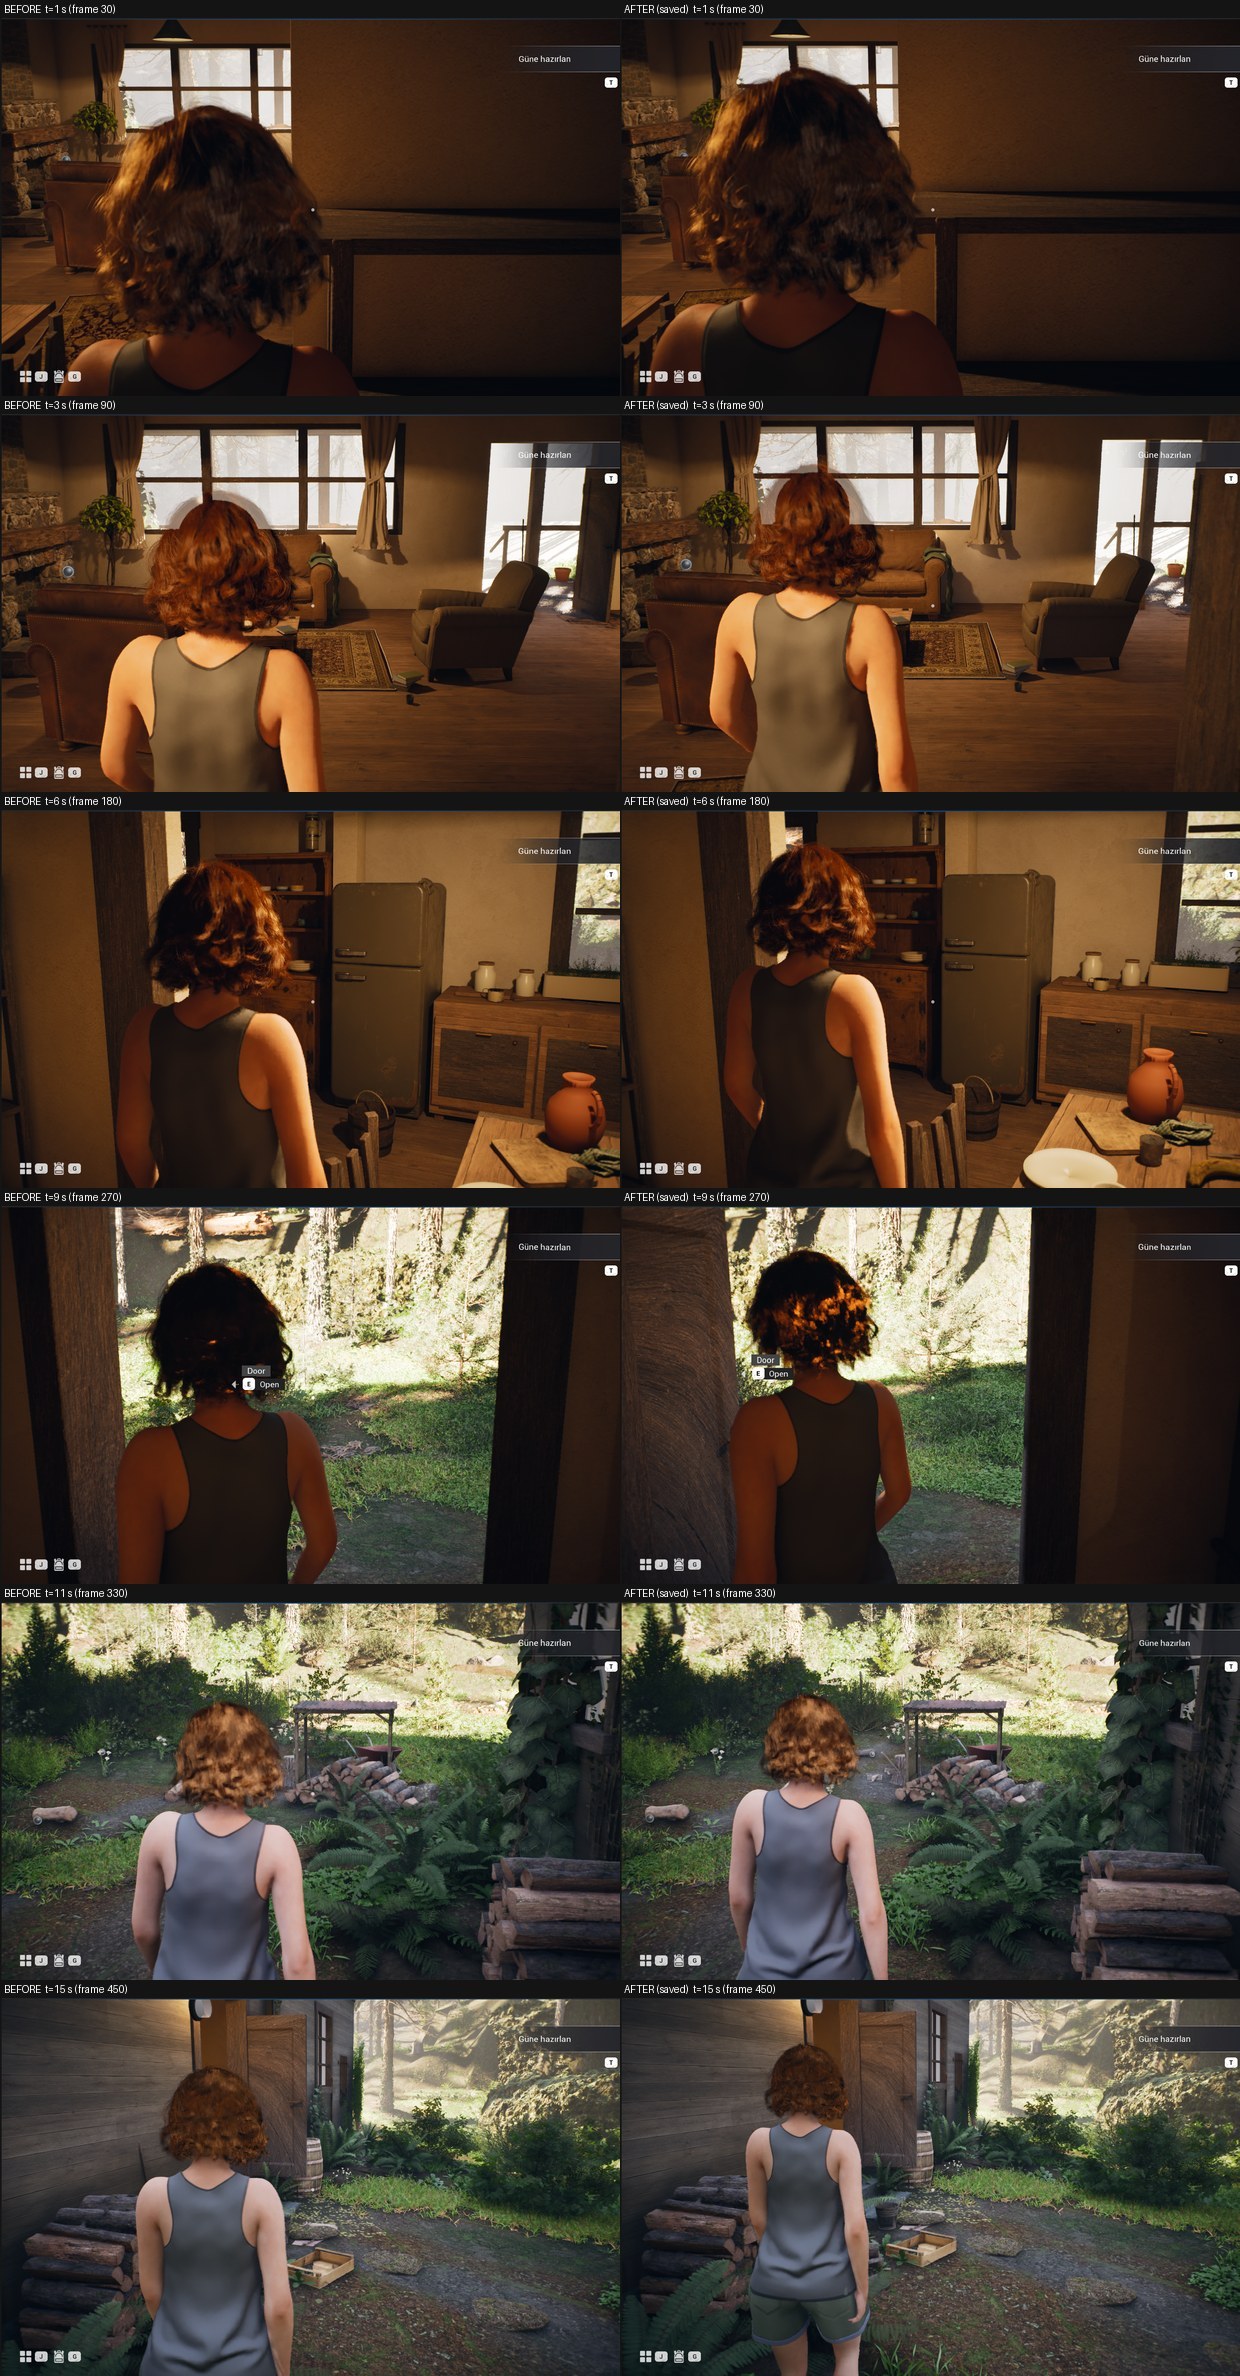 BEFORE t=1 s (frame 30)
AFTER (saved) t=1 s (frame 30)
Güne hazırlan
T
J
G
Güne hazırlan
T
J
G
BEFORE t=3 s (frame 90)
AFTER (saved) t=3 s (frame 90)
Güne hazırlan
T
J
G
Güne hazırlan
T
J
G
BEFORE t=6 s (frame 180)
AFTER (saved) t=6 s (frame 180)
Güne hazırlan
T
J
G
Güne hazırlan
T
J
G
BEFORE t=9 s (frame 270)
AFTER (saved) t=9 s (frame 270)
Güne hazırlan
T
Door
E Open
J
G
Güne hazırlan
T
Door
E Open
J
G
BEFORE t=11 s (frame 330)
AFTER (saved) t=11 s (frame 330)
Güne hazırlan
T
J
G
Güne hazırlan
T
J
G
BEFORE t=15 s (frame 450)
AFTER (saved) t=15 s (frame 450)
Güne hazırlan
T
J
G
Güne hazırlan
T
J
G